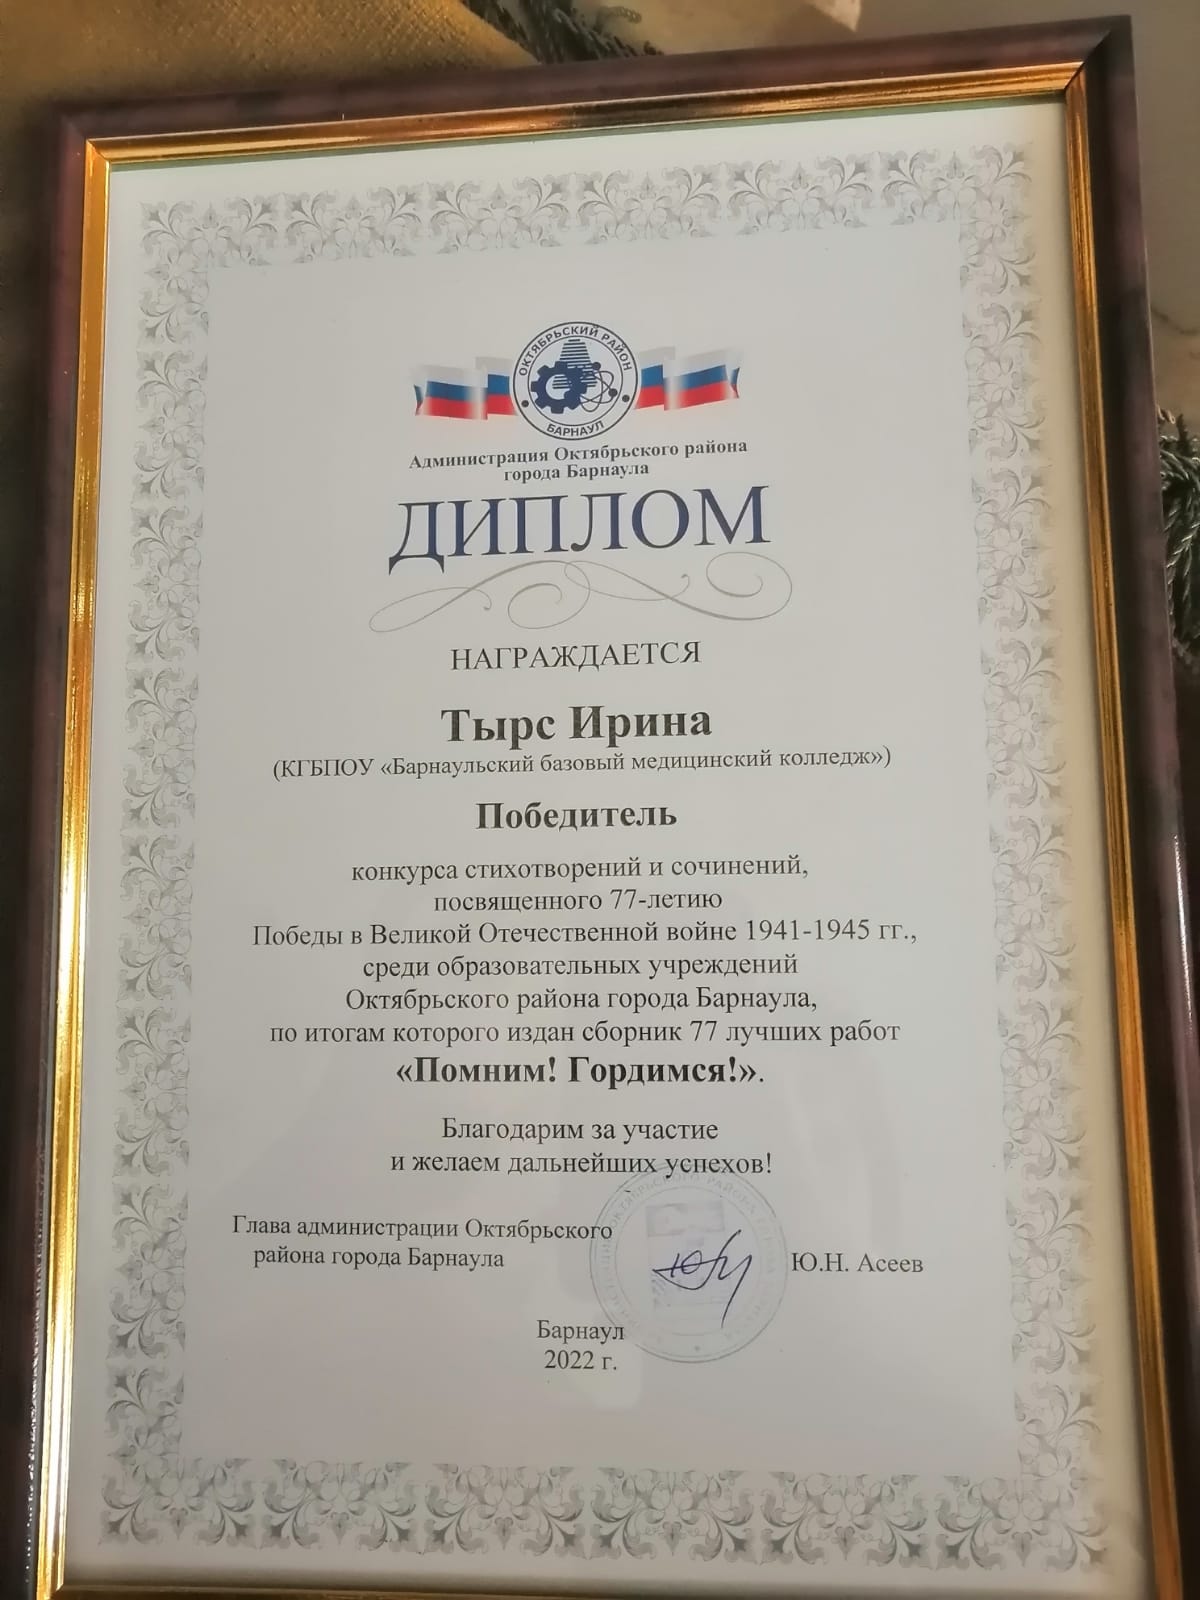 ОКТЯБРЬСКИЙ РАЙОН
БАРНАУЛ
Администрация Октябрьского района
города Барнаула
ДИПЛОМ
НАГРАЖДАЕТСЯ
Тырс Ирина
(КГБПОУ «Барнаульский базовый медицинский колледж»)
Победитель
конкурса стихотворений и сочинений,
посвященного 77-летию
Победы в Великой Отечественной войне 1941-1945 гг.,
среди образовательных учреждений
Октябрьского района города Барнаула,
по итогам которого издан сборник 77 лучших работ
«Помним! Гордимся!».
Благодарим за участие
и желаем дальнейших успехов!
Глава администрации Октябрьского
района города Барнаула
Ю.Н. Асеев
ОКТЯБРЬСКОГО РАЙОНА
Барнаул
2022 г.